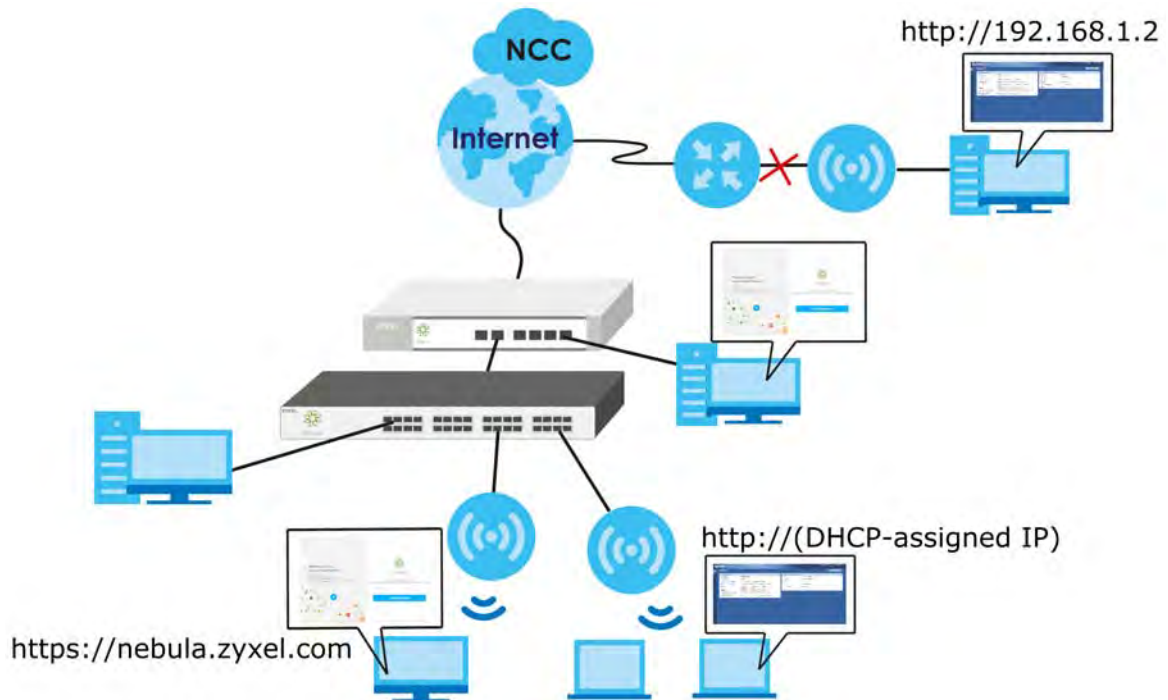 http://192.168.1.2
NCC
Internet
http://(DHCP-assigned IP)
https://nebula.zyxel.com